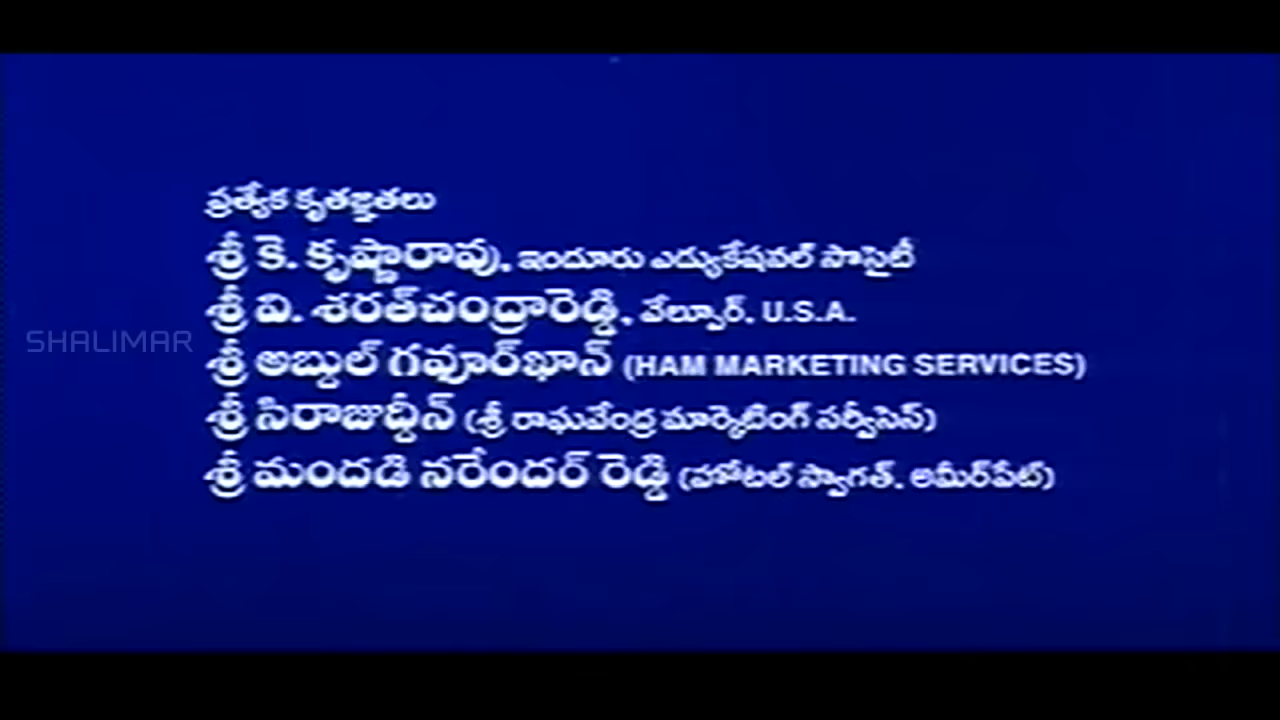 ప్రత్యేక కృతజ్ఞతలు
శ్రీ కె. కృష్ణారావు, ఇందూరు ఎద్యుకేషనల్ సొసైటీ
శ్రీ వి. శరత్‌చంద్రారెడ్డి, వేల్పూర్, U.S.A.
SHALIMAR
శ్రీ అబ్దుల్ గఫూర్‌ఖాన్ (HAM MARKETING SERVICES)
శ్రీ సిరాజుద్దీన్ (శ్రీ రాఘవేంద్ర మార్కెటింగ్ సర్వీసెస్)
శ్రీ మందడి నరేందర్ రెడ్డి (హోటల్ స్వాగత్, అమీర్‌పేట్)